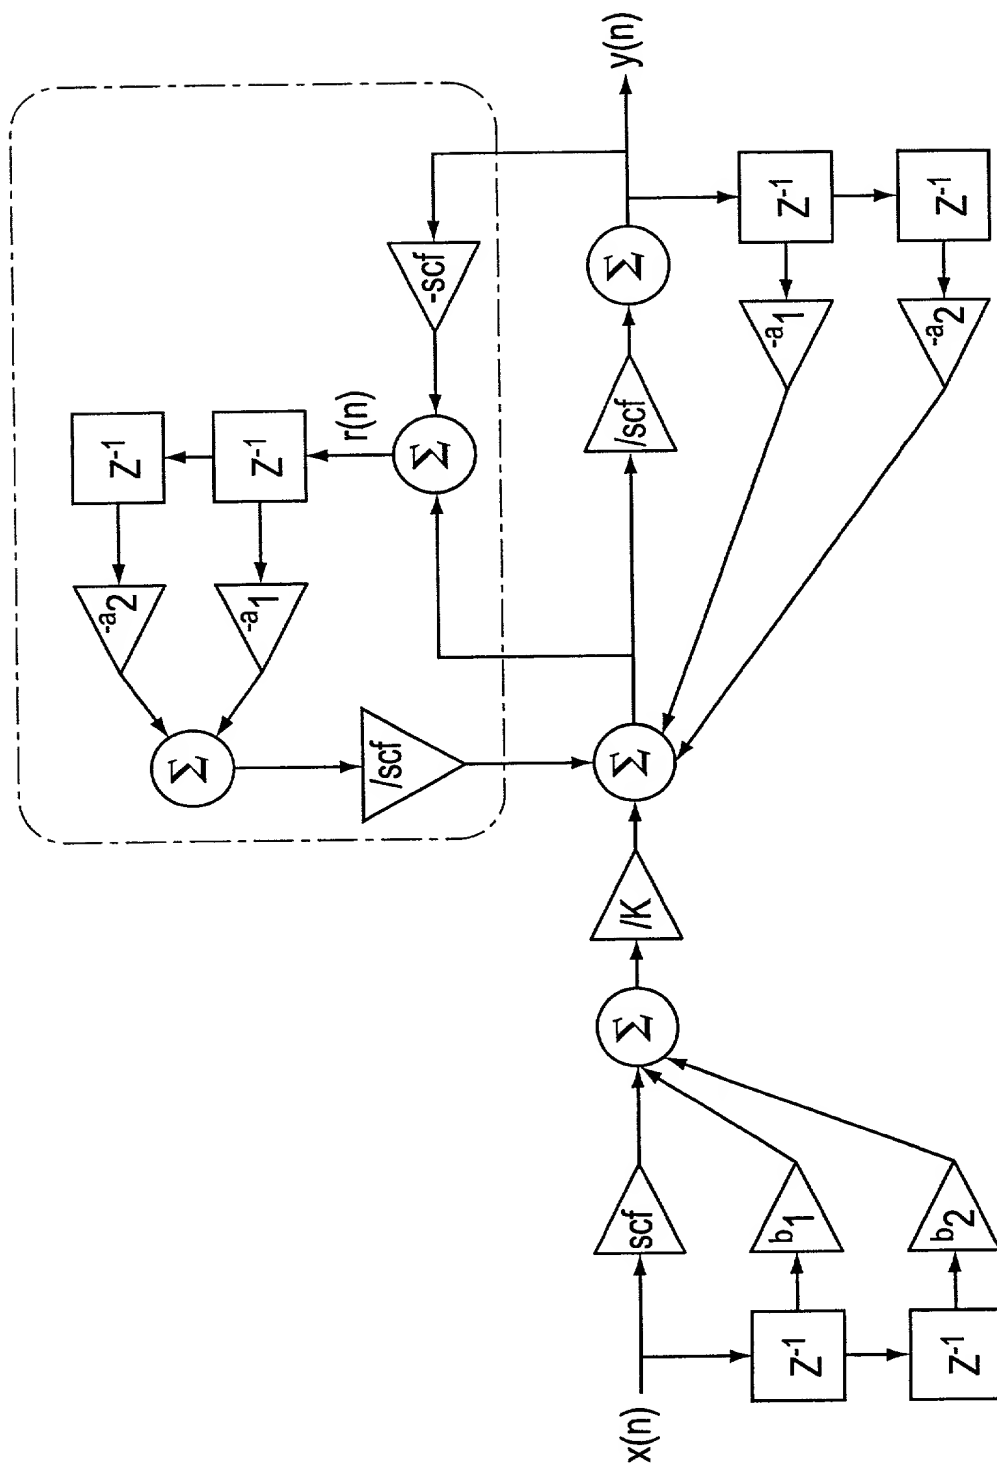 Z⁻¹
Z⁻¹
-a2
-a1
Σ
/scf
r(n)
Σ
-scf
x(n)
scf
Σ
/K
Σ
/scf
Σ
y(n)
Z⁻¹
b1
Z⁻¹
b2
-a1
Z⁻¹
-a2
Z⁻¹